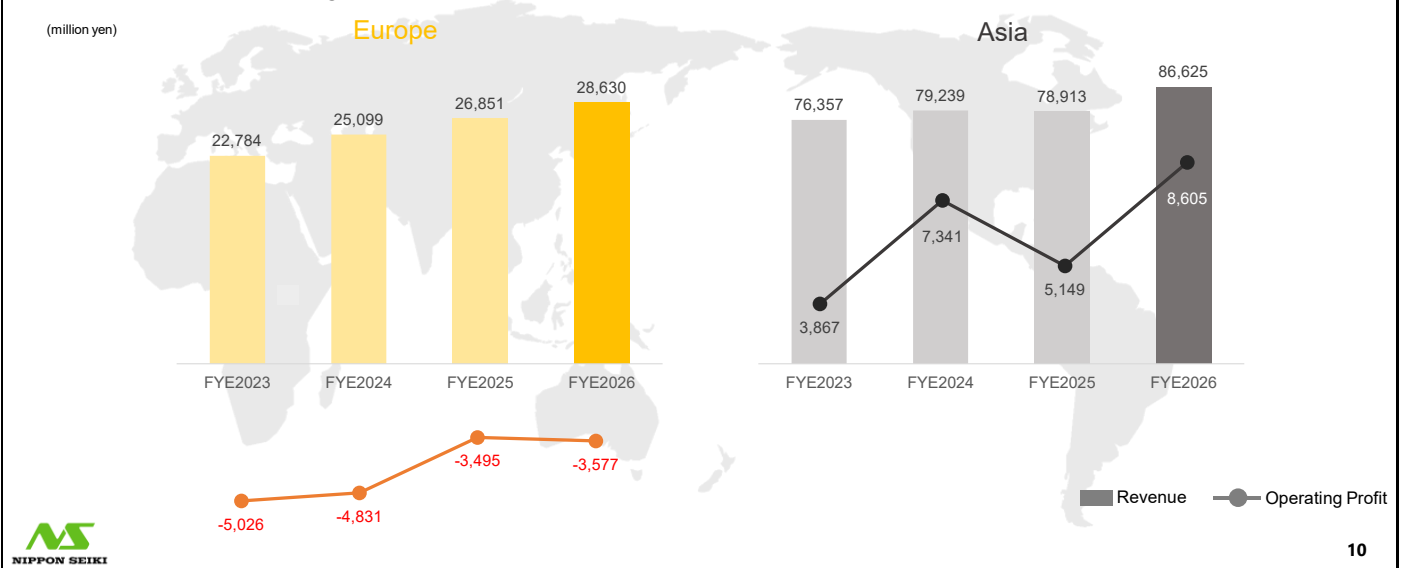 (million yen)
Europe
22,784
25,099
26,851
28,630
FYE2023
FYE2024
FYE2025
FYE2026
-5,026
-4,831
-3,495
-3,577
Asia
76,357
79,239
78,913
86,625
3,867
7,341
5,149
8,605
FYE2023
FYE2024
FYE2025
FYE2026
Revenue
Operating Profit
NS
NIPPON SEIKI
10